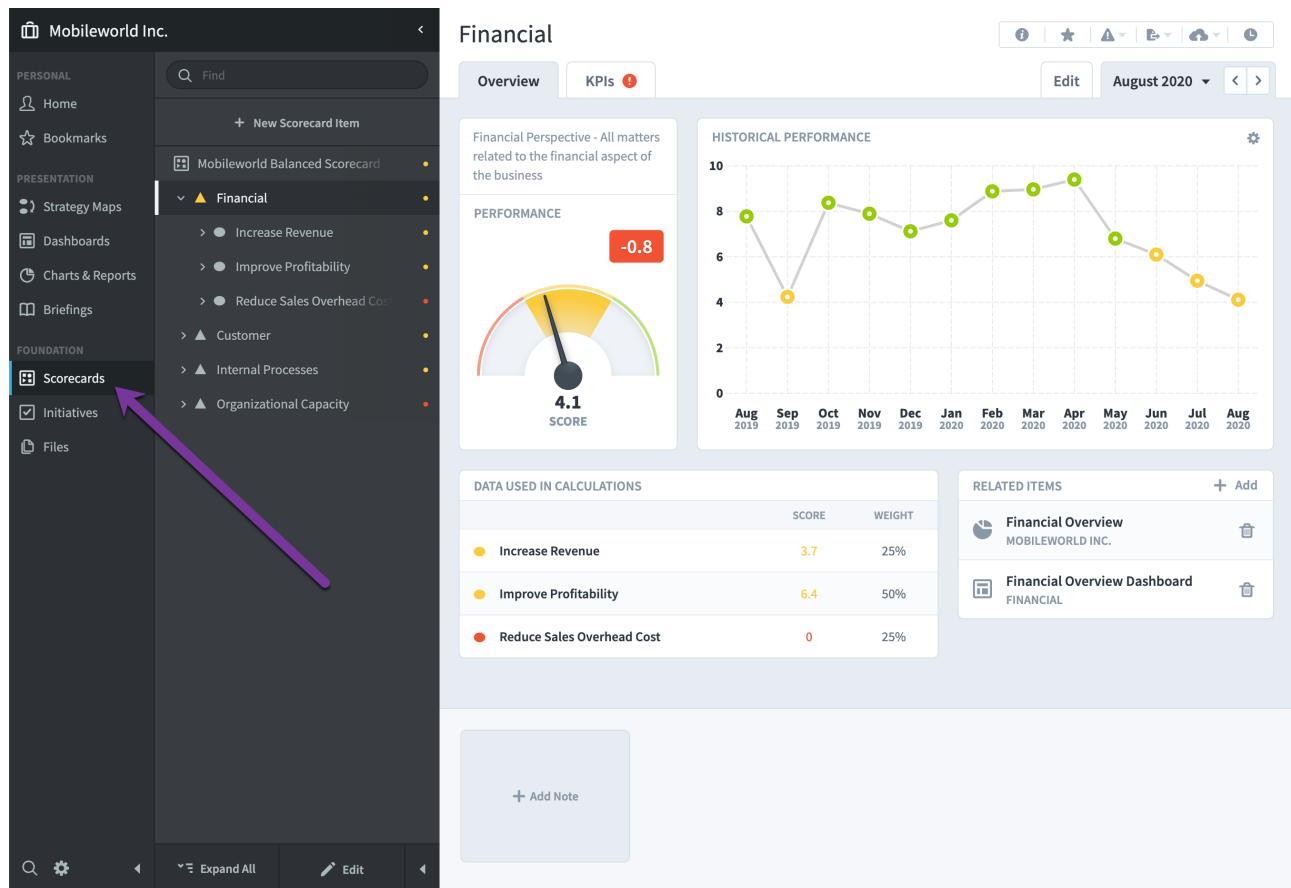 Mobileworld Inc.
PERSONAL
Home
Bookmarks
PRESENTATION
Strategy Maps
Dashboards
Charts & Reports
Briefings
FOUNDATION
Scorecards
Initiatives
Files
Find
+ New Scorecard Item
Mobileworld Balanced Scorecard
Financial
Increase Revenue
Improve Profitability
Reduce Sales Overhead Cos
Customer
Internal Processes
Organizational Capacity
Expand All
Edit
Financial
Overview
KPIs
Edit
August 2020
Financial Perspective - All matters
related to the financial aspect of
the business
PERFORMANCE
-0.8
4.1
SCORE
HISTORICAL PERFORMANCE
10
8
6
4
2
0
Aug Sep Oct Nov Dec Jan Feb Mar Apr May Jun Jul Aug
2019 2019 2019 2019 2019 2020 2020 2020 2020 2020 2020 2020 2020
DATA USED IN CALCULATIONS
SCORE WEIGHT
Increase Revenue 3.7 25%
Improve Profitability 6.4 50%
Reduce Sales Overhead Cost 0 25%
RELATED ITEMS
+ Add
Financial Overview
MOBILEWORLD INC.
Financial Overview Dashboard
FINANCIAL
+ Add Note